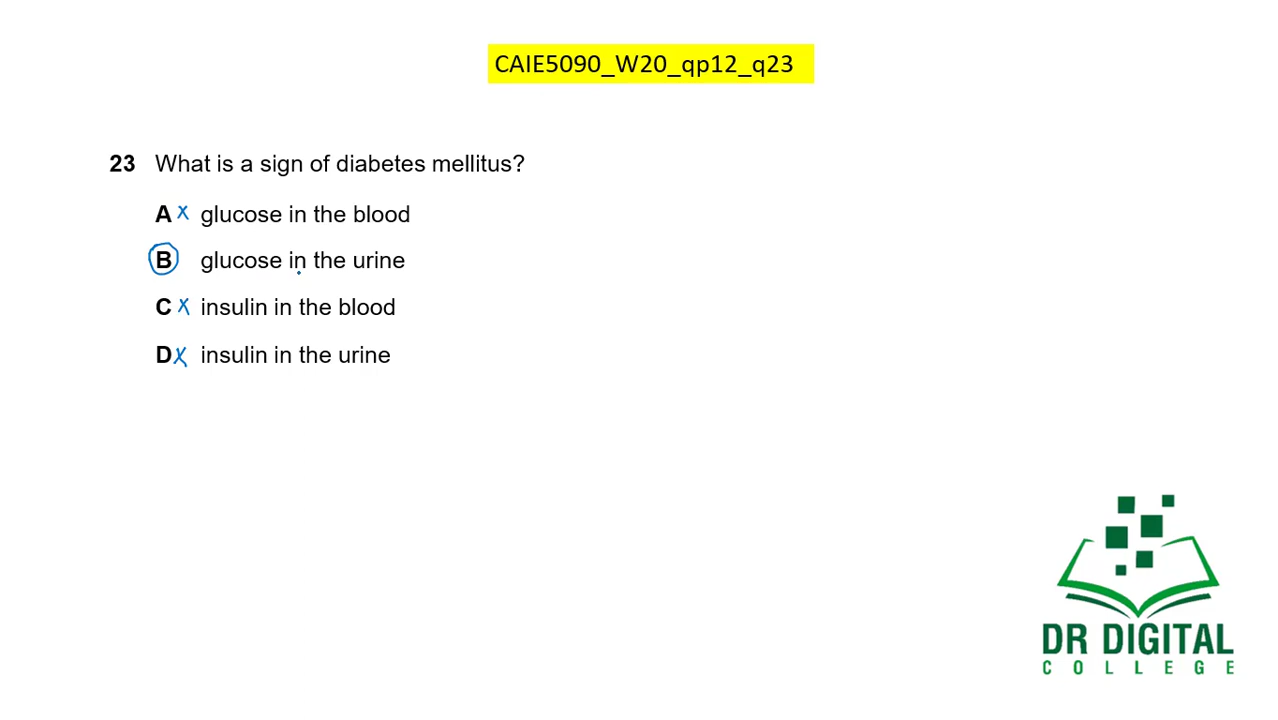 CAIE5090_W20_qp12_q23
23 What is a sign of diabetes mellitus?
A x glucose in the blood
B glucose in the urine
C x insulin in the blood
D x insulin in the urine
DR DIGITAL
COLLEGE